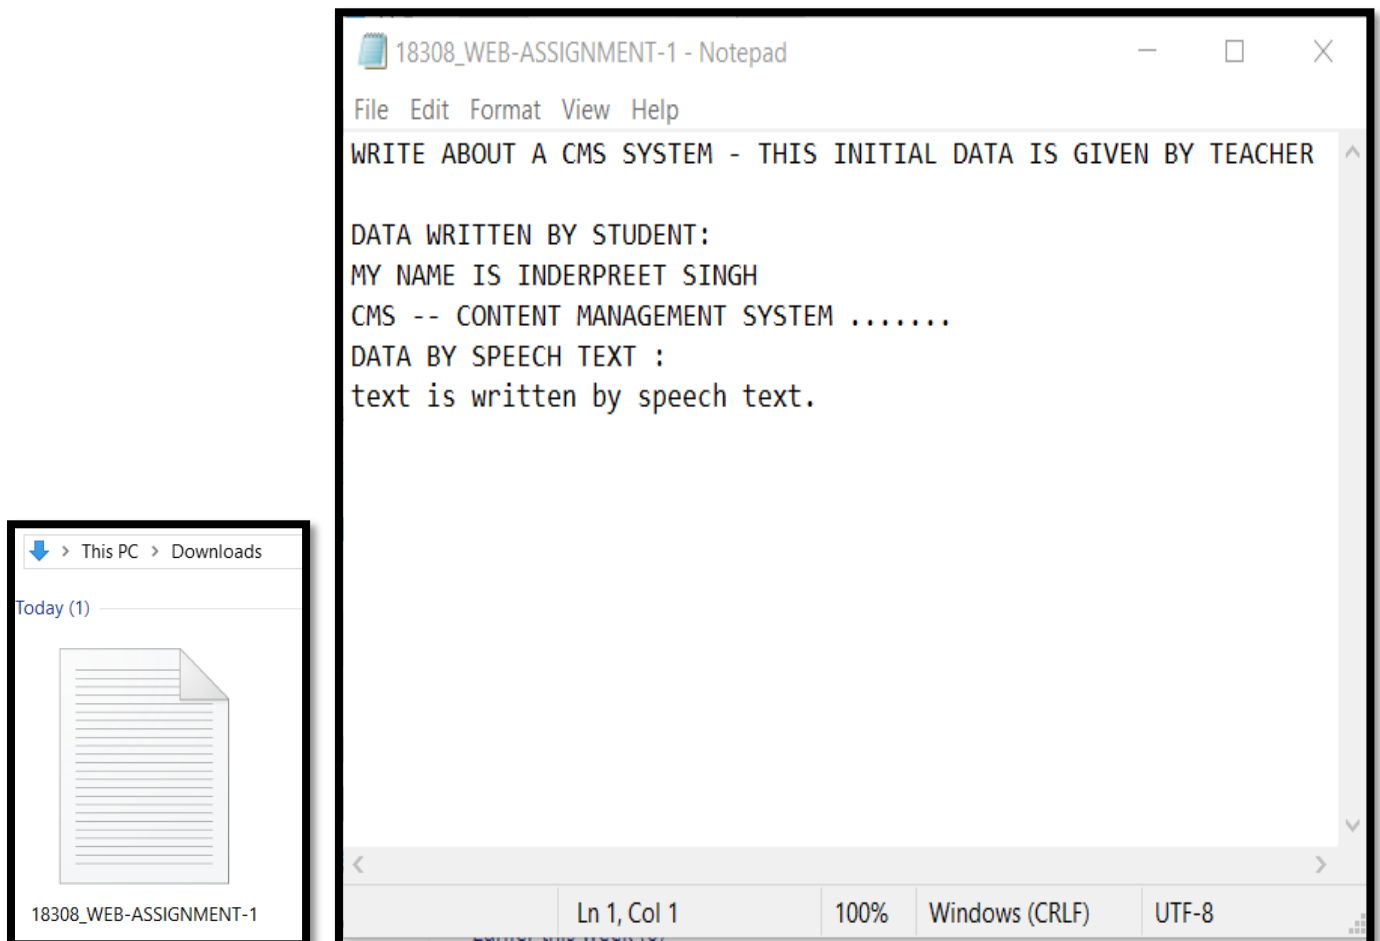 18308_WEB-ASSIGNMENT-1 - Notepad
File Edit Format View Help
WRITE ABOUT A CMS SYSTEM - THIS INITIAL DATA IS GIVEN BY TEACHER
DATA WRITTEN BY STUDENT:
MY NAME IS INDERPREET SINGH
CMS -- CONTENT MANAGEMENT SYSTEM .......
DATA BY SPEECH TEXT :
text is written by speech text.
Ln 1, Col 1 100% Windows (CRLF) UTF-8
> This PC > Downloads
Today (1)
18308_WEB-ASSIGNMENT-1